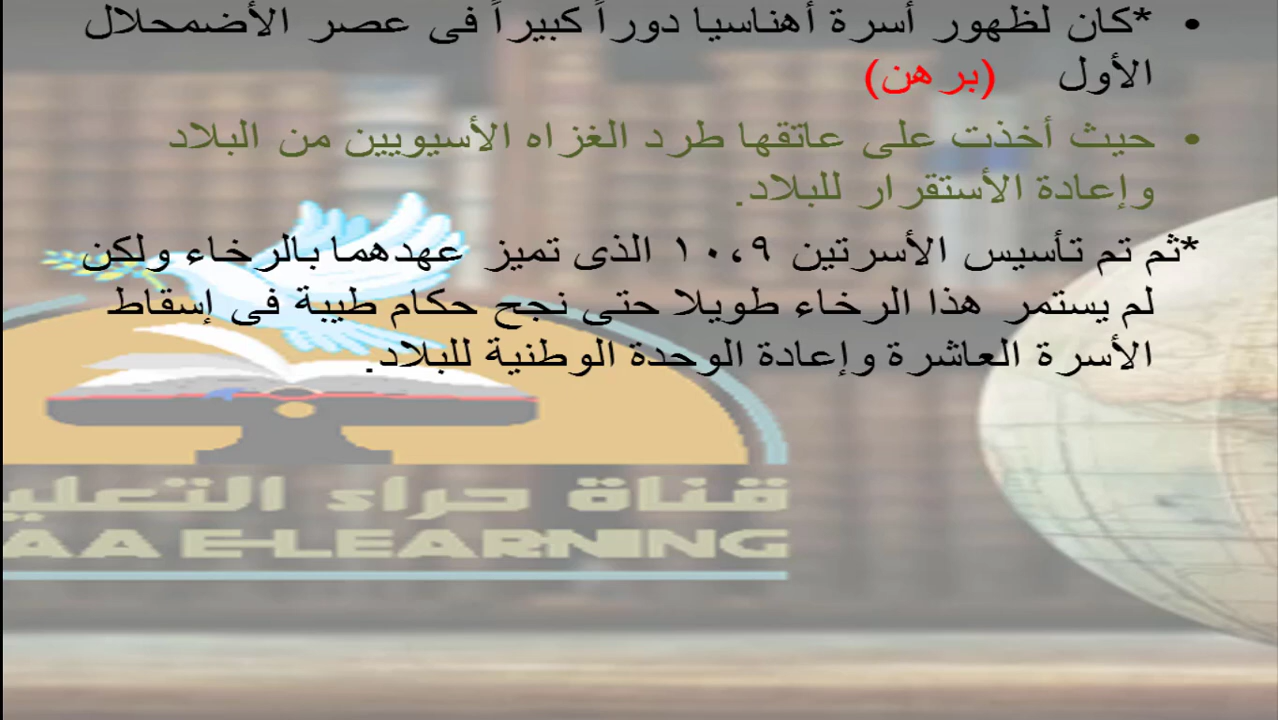 • *كان لظهور أسرة أهناسيا دوراً كبيراً فى عصر الأضمحلال
الأول (برهن)
• حيث أخذت على عاتقها طرد الغزاه الأسيويين من البلاد
وإعادة الأستقرار للبلاد.
*ثم تم تأسيس الأسرتين ٩، ١٠ الذى تميز عهدهما بالرخاء ولكن
لم يستمر هذا الرخاء طويلا حتى نجح حكام طيبة فى إسقاط
الأسرة العاشرة وإعادة الوحدة الوطنية للبلاد.
قناة حراء التعلي
AA E-LEARNING